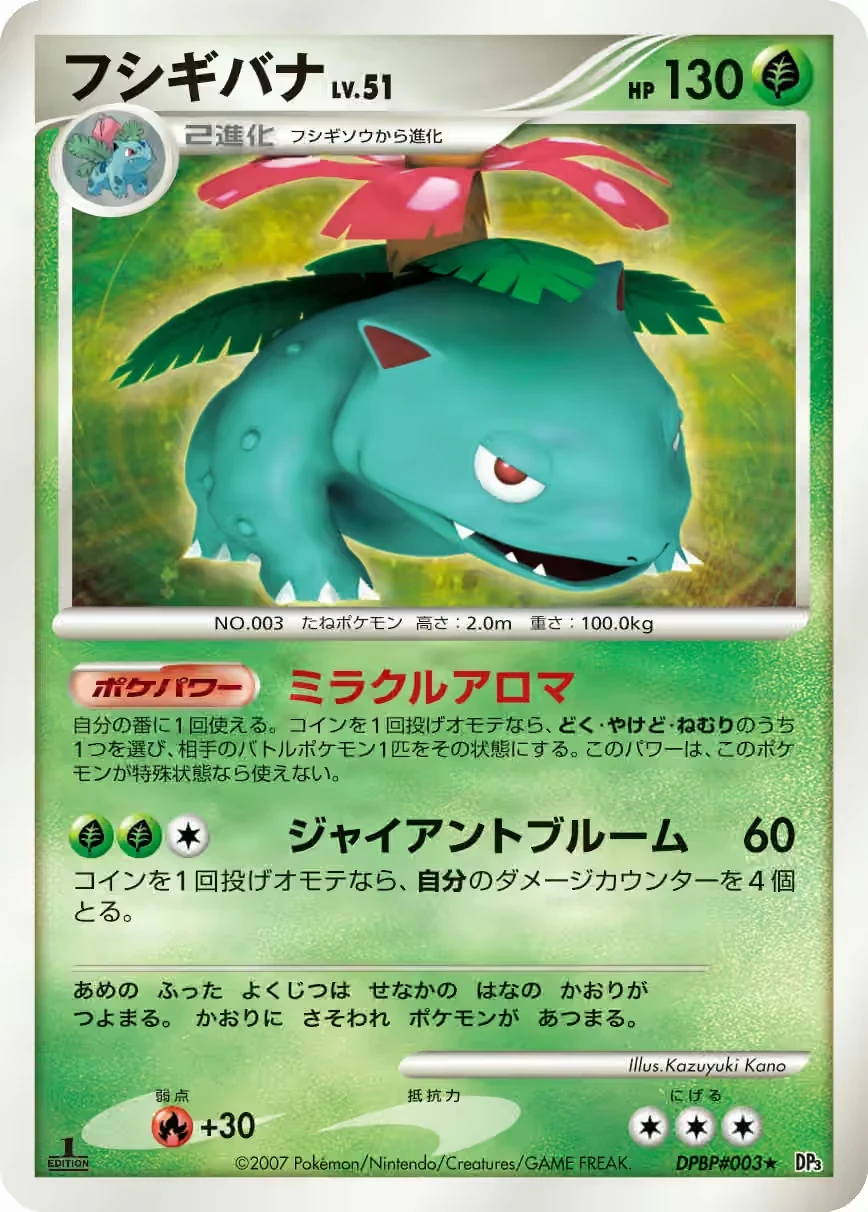 フシギバナ LV.51 HP 130
2進化 フシギソウから進化
NO.003 たねポケモン 高さ:2.0m 重さ:100.0kg
ポケパワー ミラクルアロマ
自分の番に1回使える。コインを1回投げオモテなら、どく・やけど・ねむりのうち
1つを選び、相手のバトルポケモン1匹をその状態にする。このパワーは、このポケ
モンが特殊状態なら使えない。
ジャイアントブルーム 60
コインを1回投げオモテなら、自分のダメージカウンターを4個
とる。
あめの ふった よくじつは せなかの はなの かおりが
つよまる。 かおりに さそわれ ポケモンが あつまる。
Illus.Kazuyuki Kano
弱点 抵抗力 にげる
+30
1 EDITION ©2007 Pokémon/Nintendo/Creatures/GAME FREAK. DPBP#003★ DP3